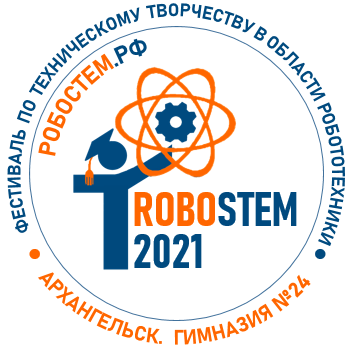 ФЕСТИВАЛЬ ПО ТЕХНИЧЕСКОМУ ТВОРЧЕСТВУ В ОБЛАСТИ РОБОТОТЕХНИКИ
РОБОСТЕМ.РФ
ROBOSTEM
2021
АРХАНГЕЛЬСК. ГИМНАЗИЯ №24